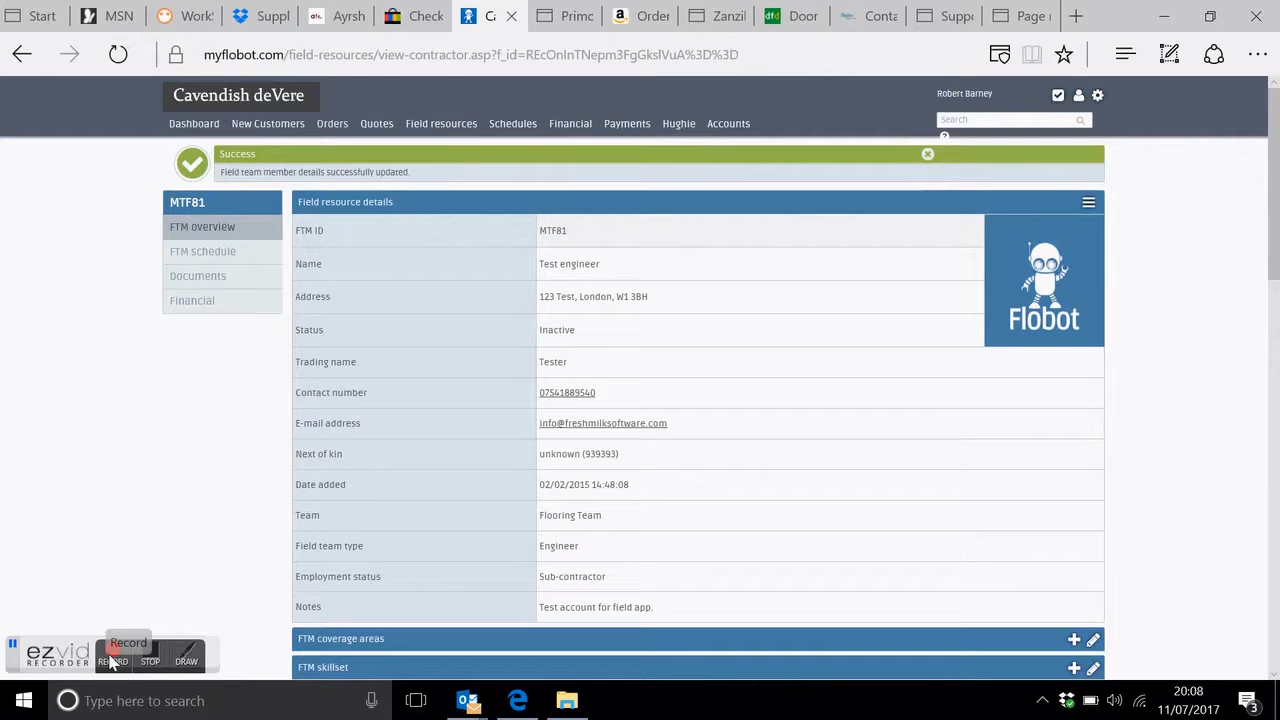 Start
MSN
Work
Suppl
afs.
Ayrsh
Check
Ca
Primc
Order
Zanzil
dfd
Door
Conta
Suppo
Page r
myflobot.com/field-resources/view-contractor.asp?f_id=REcOnInTNepm3FgGkslVuA%3D%3D
Cavendish deVere
Robert Barney
Dashboard New Customers Orders Quotes Field resources Schedules Financial Payments Hughie Accounts
Search
Success
Field team member details successfully updated.
MTF81
FTM overview
FTM schedule
Documents
Financial
Field resource details
FTM ID MTF81
Name Test engineer
Address 123 Test, London, W1 3BH
Status Inactive
Flobot
Trading name Tester
Contact number 07541889540
E-mail address info@freshmilksoftware.com
Next of kin unknown (939393)
Date added 02/02/2015 14:48:08
Team Flooring Team
Field team type Engineer
Employment status Sub-contractor
Notes Test account for field app.
FTM coverage areas
FTM skillset
Record
ezvid
RECORDER
RECORD STOP DRAW
Type here to search
20:08
11/07/2017
3